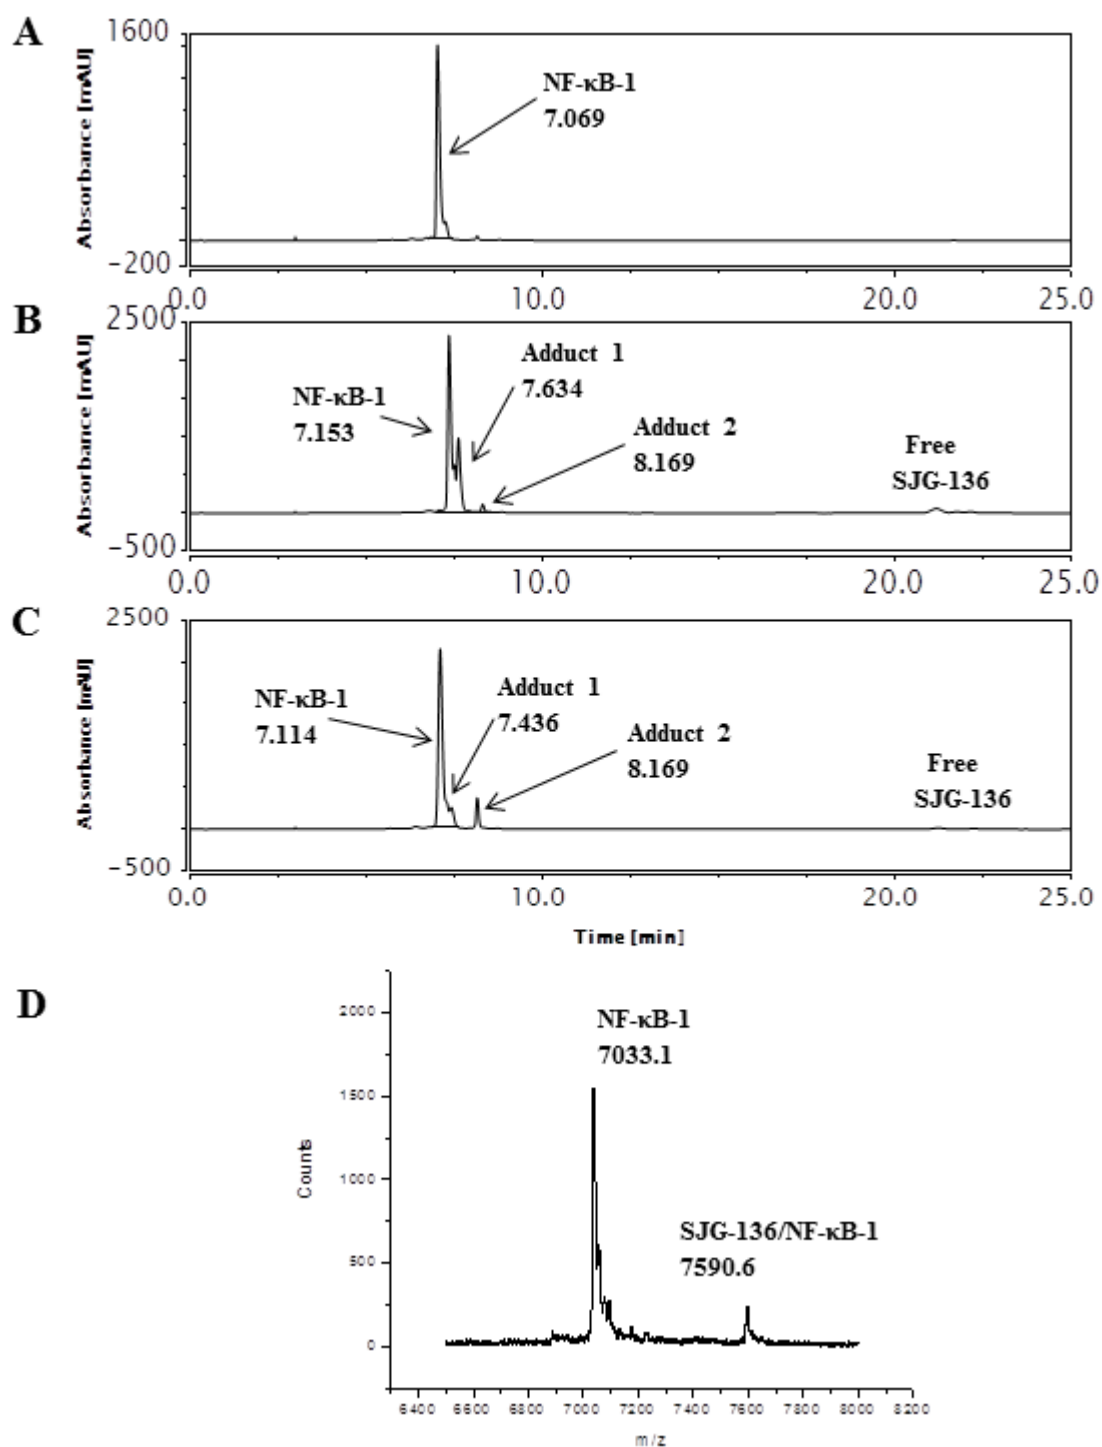 A
1600
Absorbance [mAU]
NF-κB-1
7.069
-200
0.0 10.0 20.0 25.0
B
2500
Absorbance [mAU]
Adduct 1
7.634
NF-κB-1
7.153
Adduct 2
8.169
Free
SJG-136
-500
0.0 10.0 20.0 25.0
C
2500
Absorbance [mAU]
NF-κB-1
7.114
Adduct 1
7.436
Adduct 2
8.169
Free
SJG-136
-500
0.0 10.0 20.0 25.0
Time [min]
D
2000
1500
1000
500
0
Counts
NF-κB-1
7033.1
SJG-136/NF-κB-1
7590.6
6400 6600 6800 7000 7200 7400 7600 7800 8000 8200
m/z